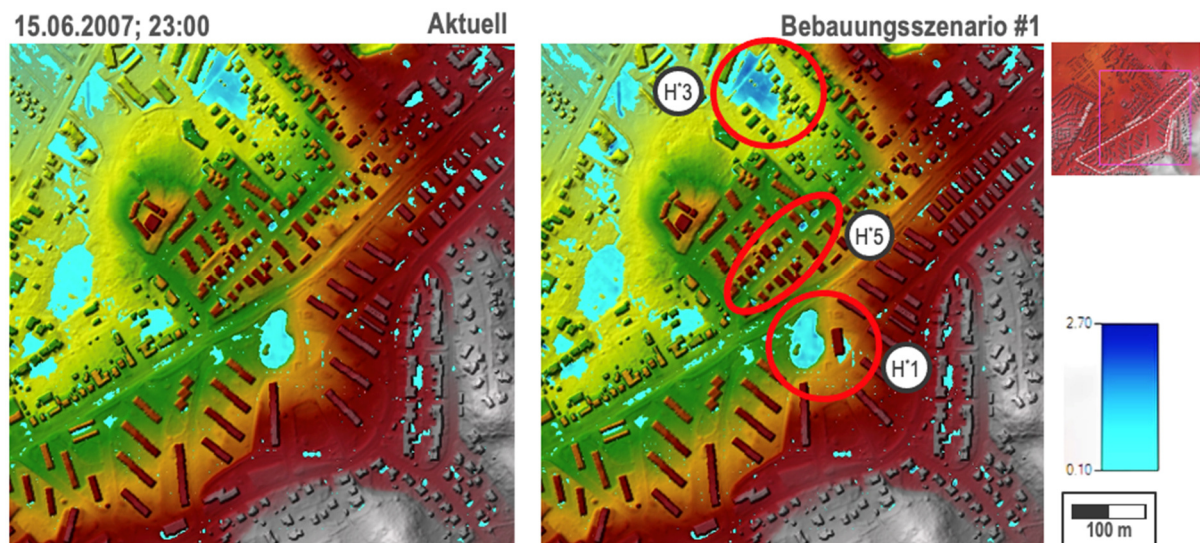 15.06.2007; 23:00
Aktuell
Bebauungsszenario #1
H*3
H*5
H*1
2.70
0.10
100 m